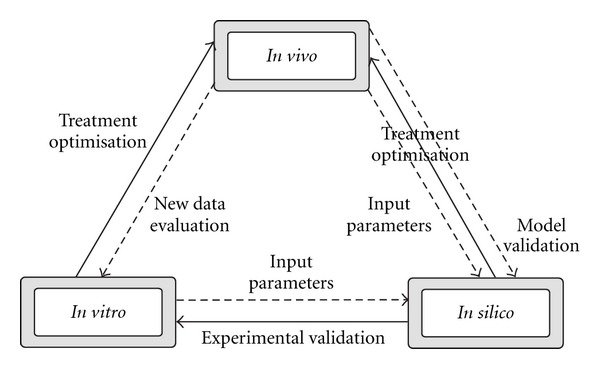 In vivo
Treatment
optimisation
Treatment
optimisation
New data
evaluation
Input
parameters
Model
validation
Input
parameters
In vitro
In silico
Experimental validation